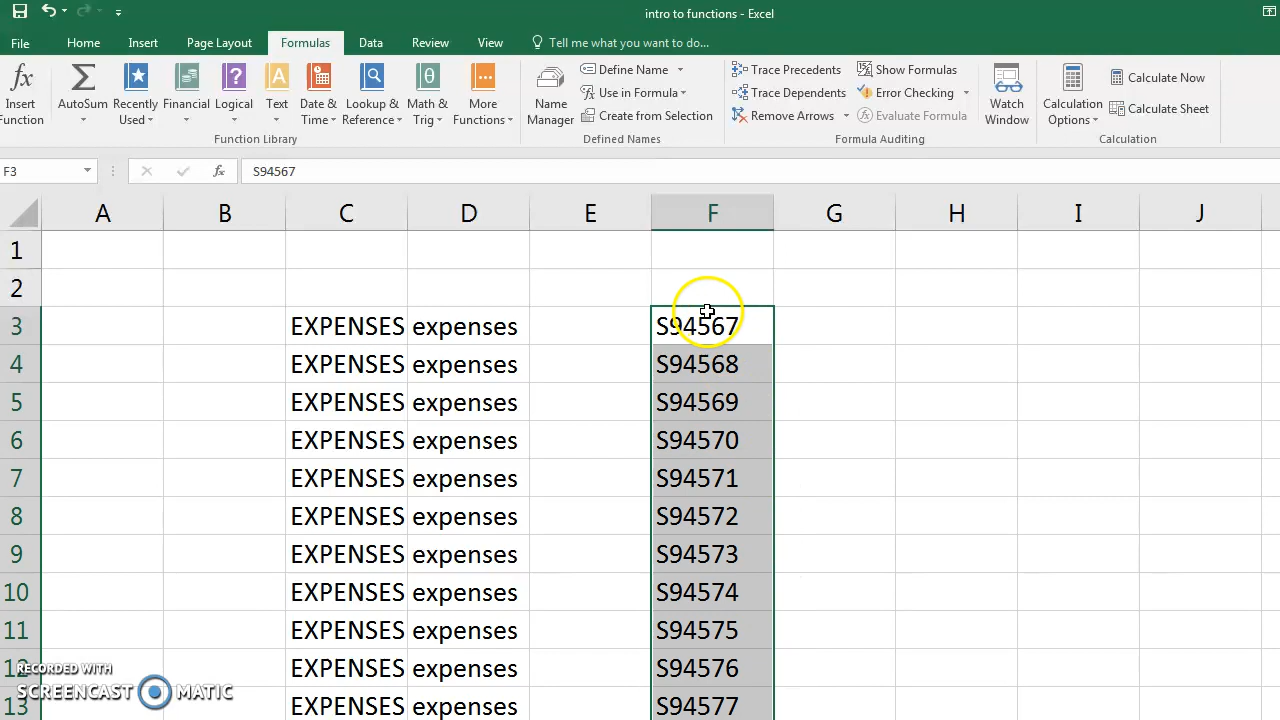 intro to functions - Excel
File Home Insert Page Layout Formulas Data Review View Tell me what you want to do...
fx Insert Function
AutoSum
Recently Used
Financial
Logical
Text
Date & Time
Lookup & Reference
Math & Trig
More Functions
Function Library
Name Manager
Define Name
Use in Formula
Create from Selection
Defined Names
Trace Precedents
Trace Dependents
Remove Arrows
Show Formulas
Error Checking
Evaluate Formula
Formula Auditing
Watch Window
Calculation Options
Calculate Now
Calculate Sheet
Calculation
F3 fx S94567
A B C D E F G H I J
1
2
3 EXPENSES expenses S94567
4 EXPENSES expenses S94568
5 EXPENSES expenses S94569
6 EXPENSES expenses S94570
7 EXPENSES expenses S94571
8 EXPENSES expenses S94572
9 EXPENSES expenses S94573
10 EXPENSES expenses S94574
11 EXPENSES expenses S94575
12 EXPENSES expenses S94576
13 EXPENSES expenses S94577
RECORDED WITH
SCREENCAST MATIC